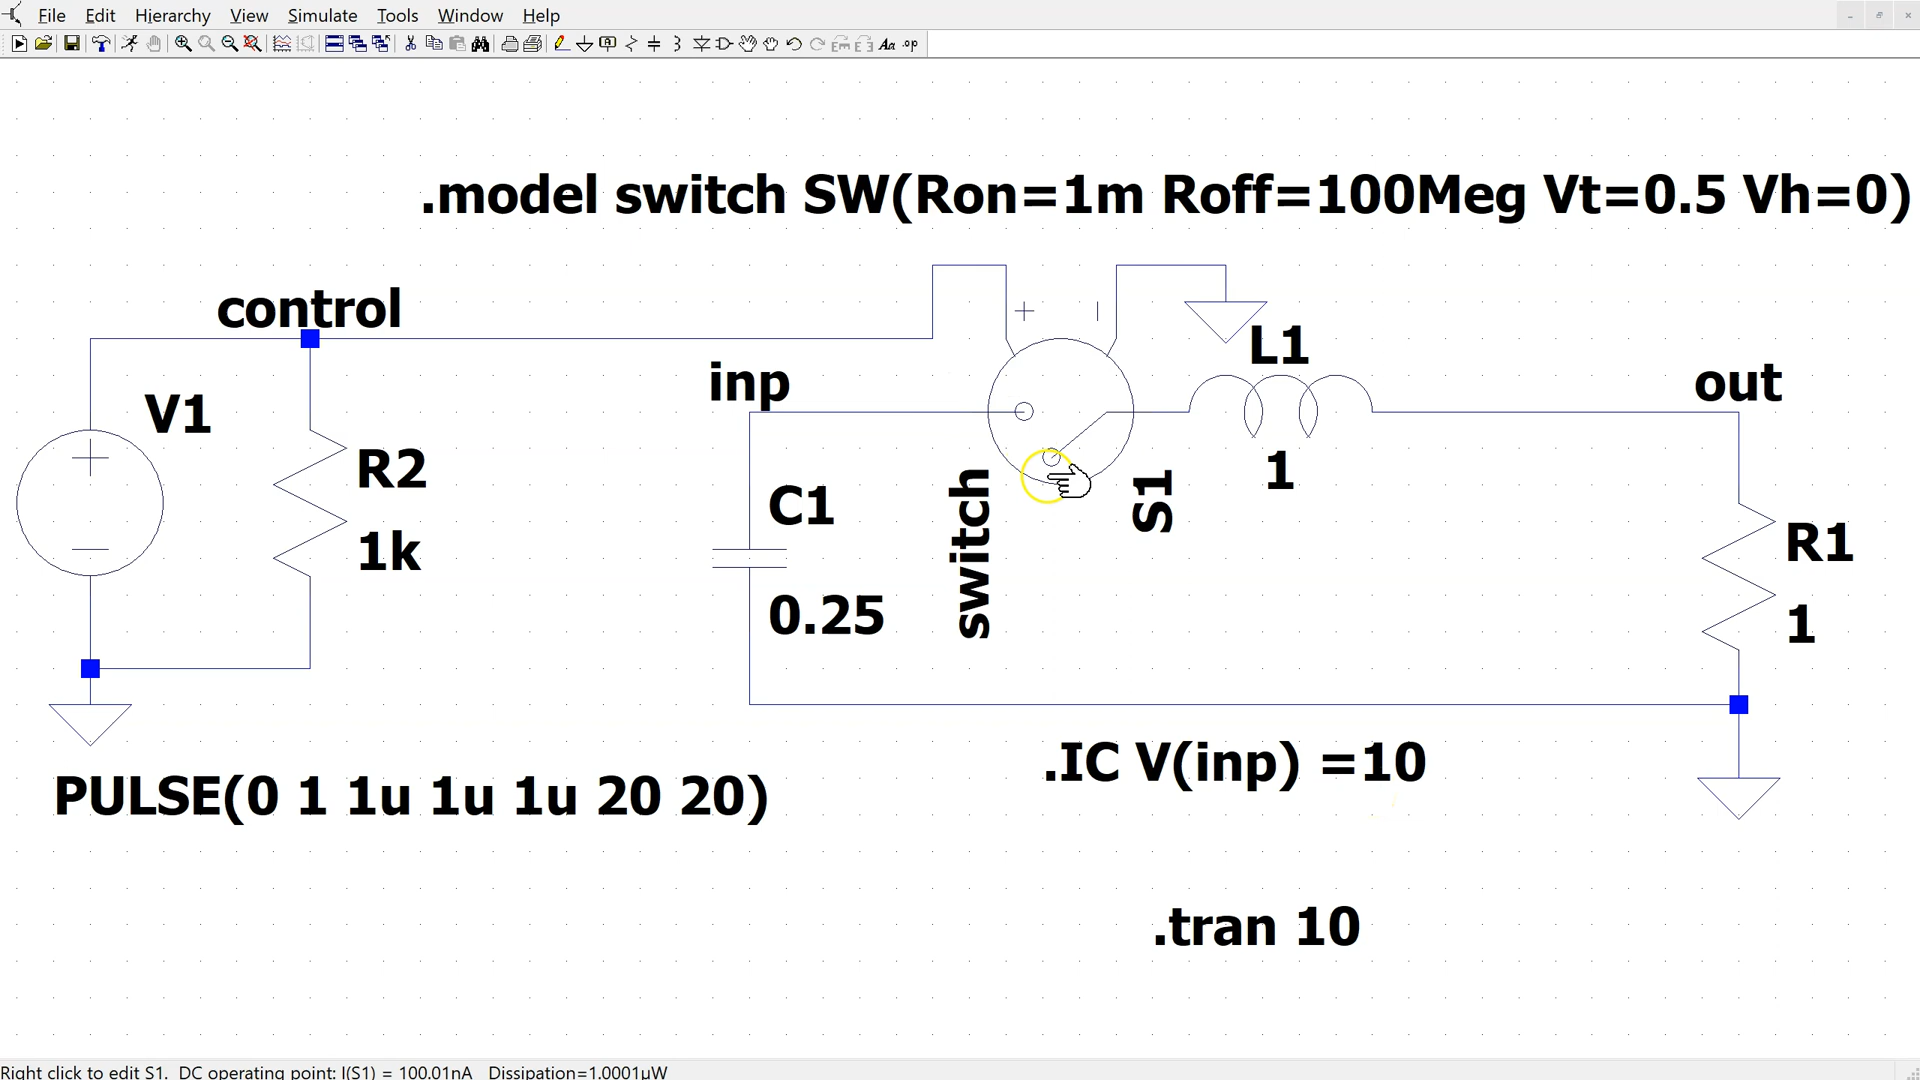 File Edit Hierarchy View Simulate Tools Window Help
.model switch SW(Ron=1m Roff=100Meg Vt=0.5 Vh=0)
control
V1
R2
1k
inp
C1
0.25
switch
S1
L1
1
out
R1
1
PULSE(0 1 1u 1u 1u 20 20)
.IC V(inp) =10
.tran 10
Right click to edit S1. DC operating point: I(S1) = 100.01nA Dissipation=1.0001µW